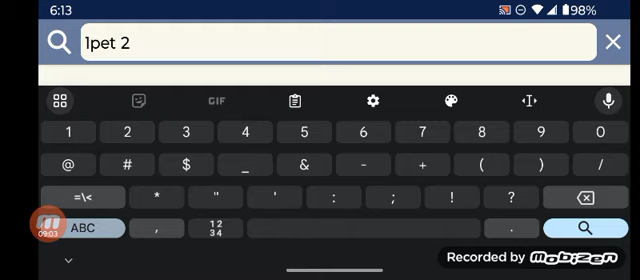 6:13 98%
1pet 2
GIF
1 2 3 4 5 6 7 8 9 0
@ # $ _ & - + ( ) /
=\< * " ' : ; ! ?
ABC , 12 34 .
09:03
Recorded by mobizen